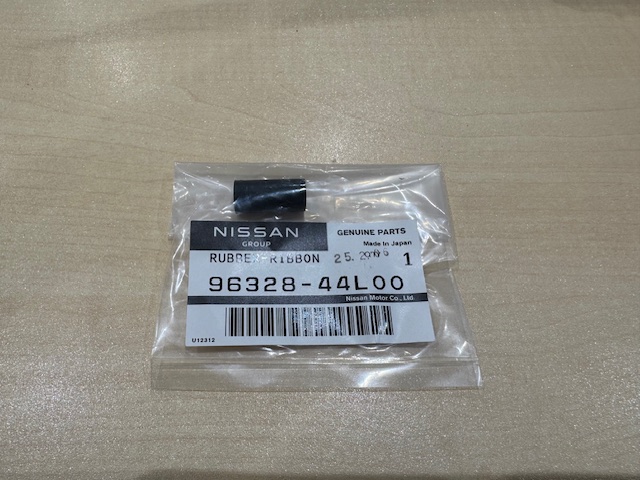 NISSAN
GROUP
GENUINE PARTS
Made in Japan
RUBBER-RIBBON
1
96328-44L00
Nissan Motor Co., Ltd.
U12312